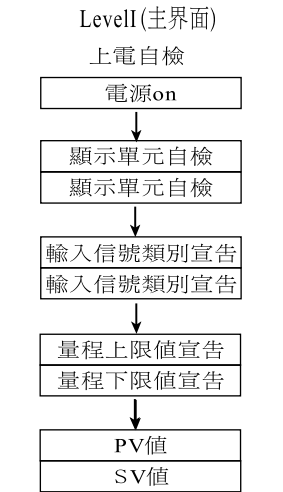 LevelI(主界面)
上電自檢
電源on
顯示單元自檢
顯示單元自檢
輸入信號類別宣告
輸入信號類別宣告
量程上限值宣告
量程下限值宣告
PV值
SV值